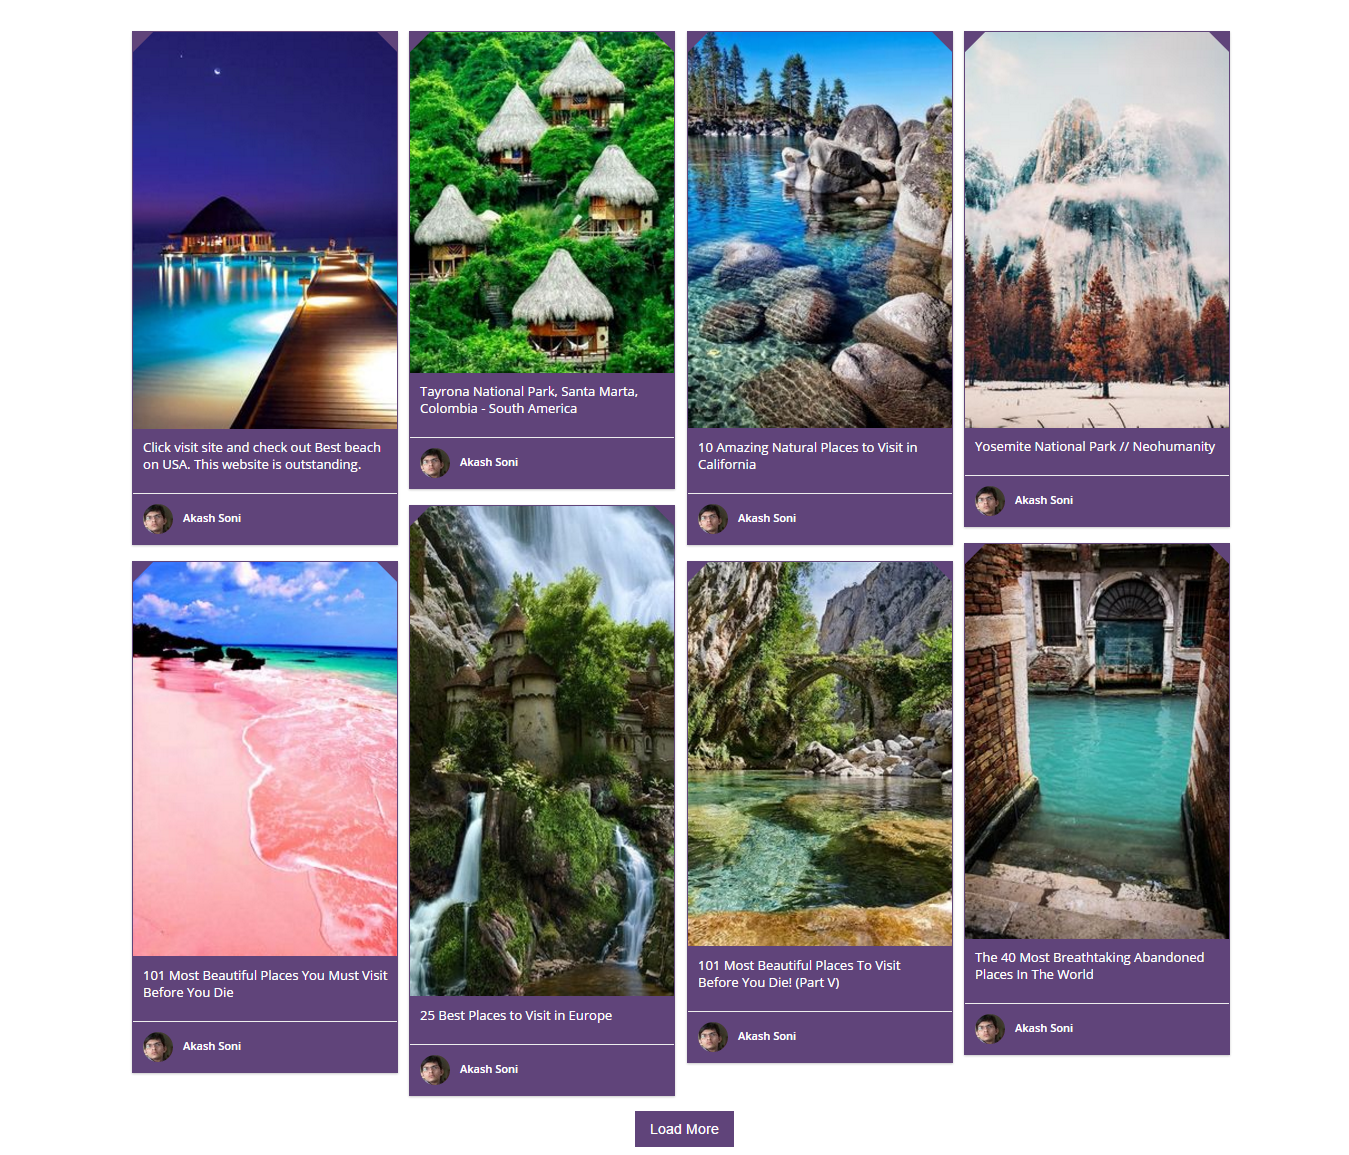 Click visit site and check out Best beach
on USA. This website is outstanding.
Akash Soni
Tayrona National Park, Santa Marta,
Colombia - South America
Akash Soni
10 Amazing Natural Places to Visit in
California
Akash Soni
Yosemite National Park // Neohumanity
Akash Soni
101 Most Beautiful Places You Must Visit
Before You Die
Akash Soni
25 Best Places to Visit in Europe
Akash Soni
101 Most Beautiful Places To Visit
Before You Die! (Part V)
Akash Soni
The 40 Most Breathtaking Abandoned
Places In The World
Akash Soni
Load More